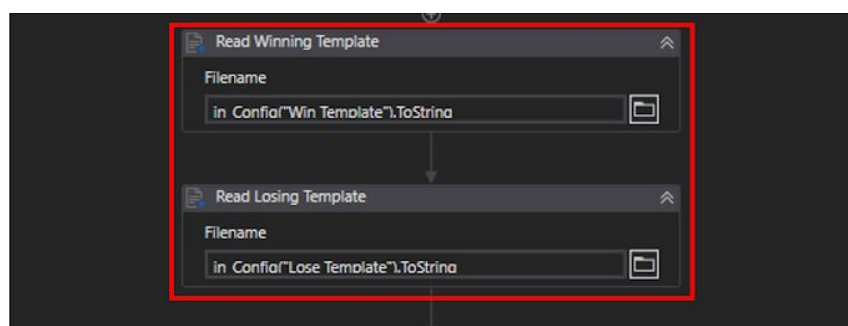 Read Winning Template
Filename
in_Config("Win Template").ToString
Read Losing Template
Filename
in_Config("Lose Template").ToString